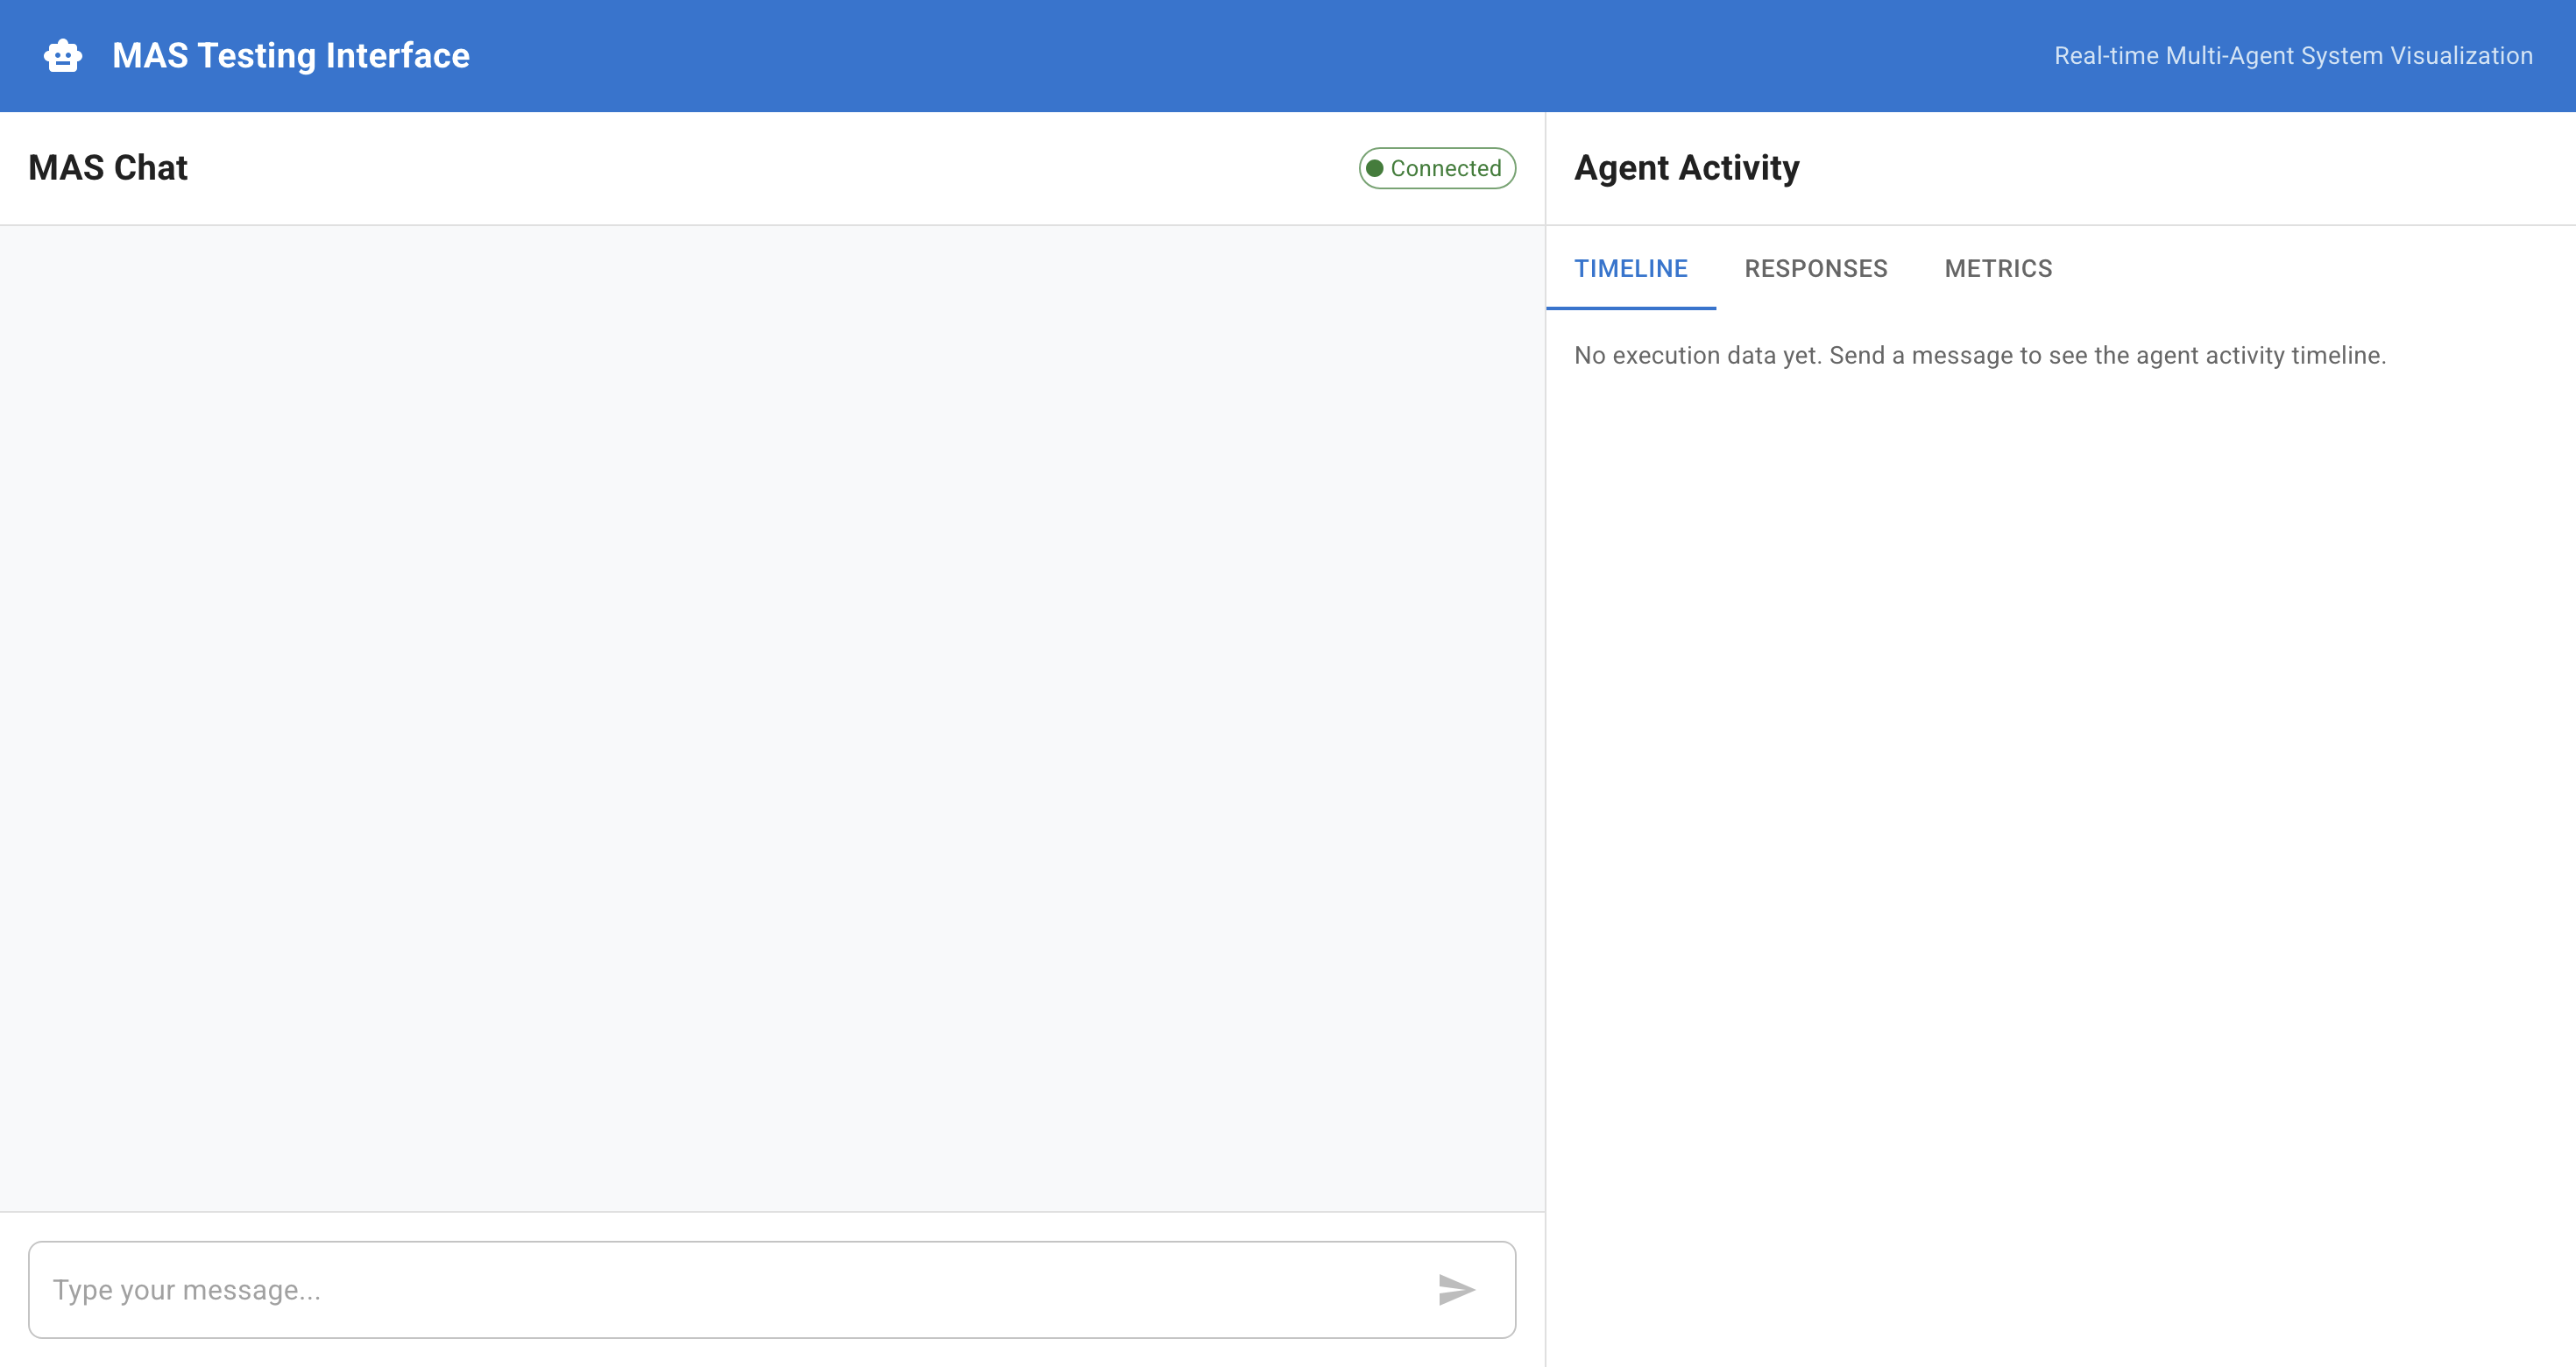 MAS Testing Interface
Real-time Multi-Agent System Visualization
MAS Chat
Connected
Agent Activity
TIMELINE
RESPONSES
METRICS
No execution data yet. Send a message to see the agent activity timeline.
Type your message...